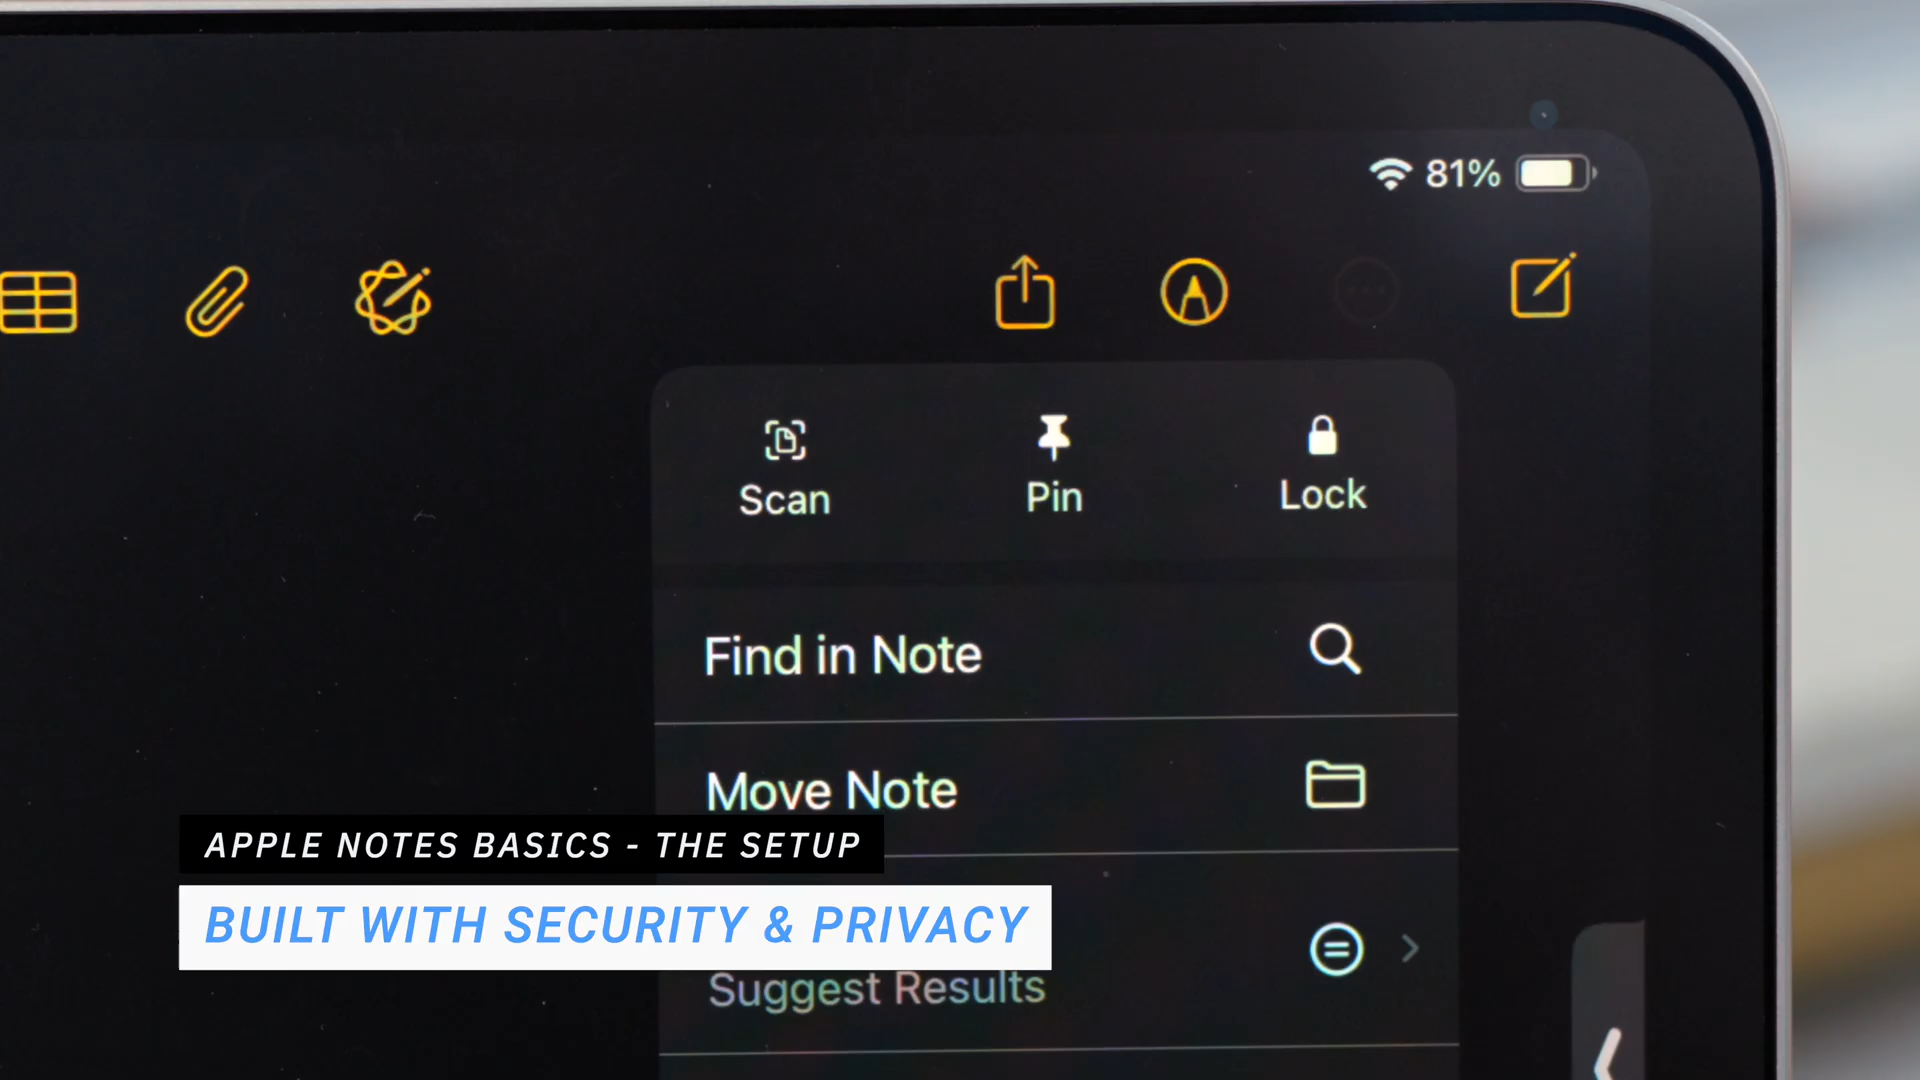 81%
Scan
Pin
Lock
Find in Note
Move Note
APPLE NOTES BASICS - THE SETUP
BUILT WITH SECURITY & PRIVACY
Suggest Results